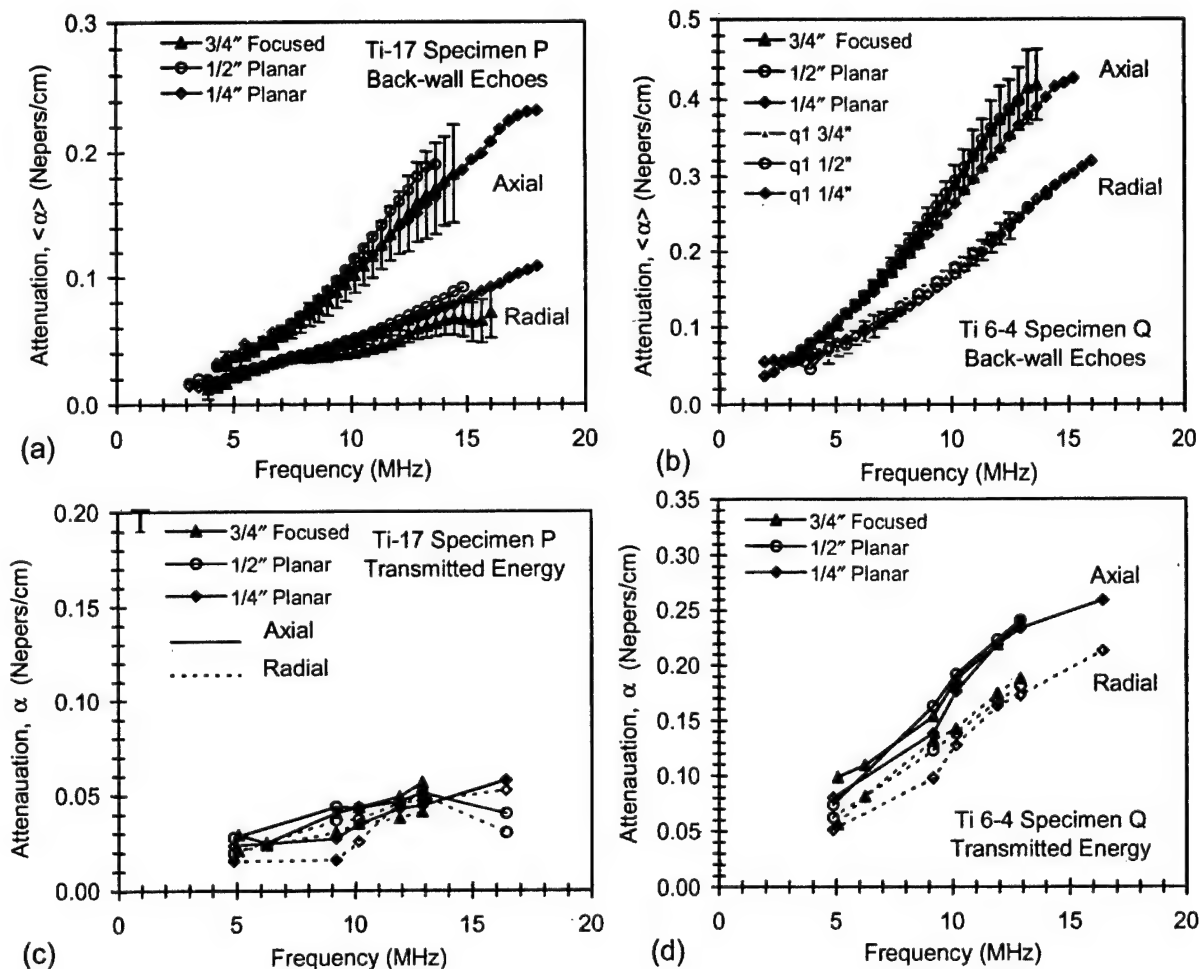 0.3
0.2
0.1
0.0
0
5
10
15
20
Attenuation, <α> (Nepers/cm)
Frequency (MHz)
3/4″ Focused
1/2″ Planar
1/4″ Planar
Ti-17 Specimen P
Back-wall Echoes
Axial
Radial
(a)
0.5
0.4
0.3
0.2
0.1
0.0
0
5
10
15
20
Attenuation, <α> (Nepers/cm)
Frequency (MHz)
3/4″ Focused
1/2″ Planar
1/4″ Planar
q1 3/4"
q1 1/2"
q1 1/4"
Axial
Radial
Ti 6-4 Specimen Q
Back-wall Echoes
(b)
0.20
0.15
0.10
0.05
0.00
0
5
10
15
20
Attenauation, α (Nepers/cm)
Frequency (MHz)
3/4″ Focused
1/2″ Planar
1/4″ Planar
Axial
Radial
Ti-17 Specimen P
Transmitted Energy
(c)
0.35
0.30
0.25
0.20
0.15
0.10
0.05
0.00
0
5
10
15
20
Attenauation, α (Nepers/cm)
Frequency (MHz)
3/4″ Focused
1/2″ Planar
1/4″ Planar
Axial
Radial
Ti 6-4 Specimen Q
Transmitted Energy
(d)